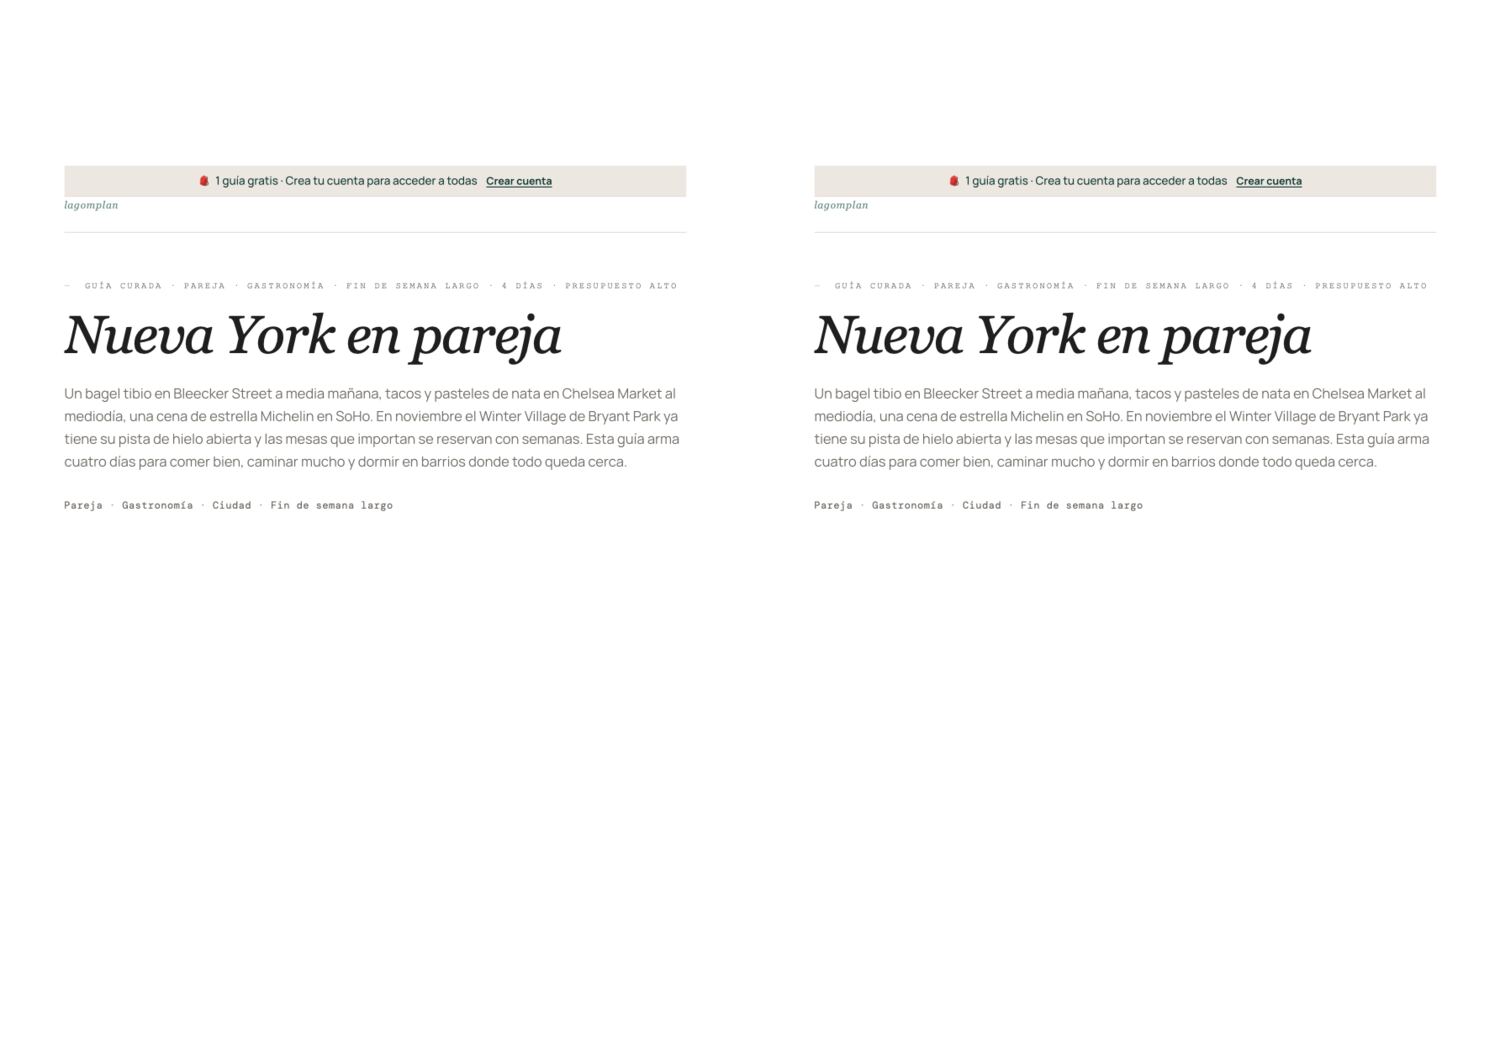 1 guía gratis · Crea tu cuenta para acceder a todas Crear cuenta
lagomplan
— GUÍA CURADA · PAREJA · GASTRONOMÍA · FIN DE SEMANA LARGO · 4 DÍAS · PRESUPUESTO ALTO
Nueva York en pareja
Un bagel tibio en Bleecker Street a media mañana, tacos y pasteles de nata en Chelsea Market al
mediodía, una cena de estrella Michelin en SoHo. En noviembre el Winter Village de Bryant Park ya
tiene su pista de hielo abierta y las mesas que importan se reservan con semanas. Esta guía arma
cuatro días para comer bien, caminar mucho y dormir en barrios donde todo queda cerca.
Pareja · Gastronomía · Ciudad · Fin de semana largo
1 guía gratis · Crea tu cuenta para acceder a todas Crear cuenta
lagomplan
— GUÍA CURADA · PAREJA · GASTRONOMÍA · FIN DE SEMANA LARGO · 4 DÍAS · PRESUPUESTO ALTO
Nueva York en pareja
Un bagel tibio en Bleecker Street a media mañana, tacos y pasteles de nata en Chelsea Market al
mediodía, una cena de estrella Michelin en SoHo. En noviembre el Winter Village de Bryant Park ya
tiene su pista de hielo abierta y las mesas que importan se reservan con semanas. Esta guía arma
cuatro días para comer bien, caminar mucho y dormir en barrios donde todo queda cerca.
Pareja · Gastronomía · Ciudad · Fin de semana largo